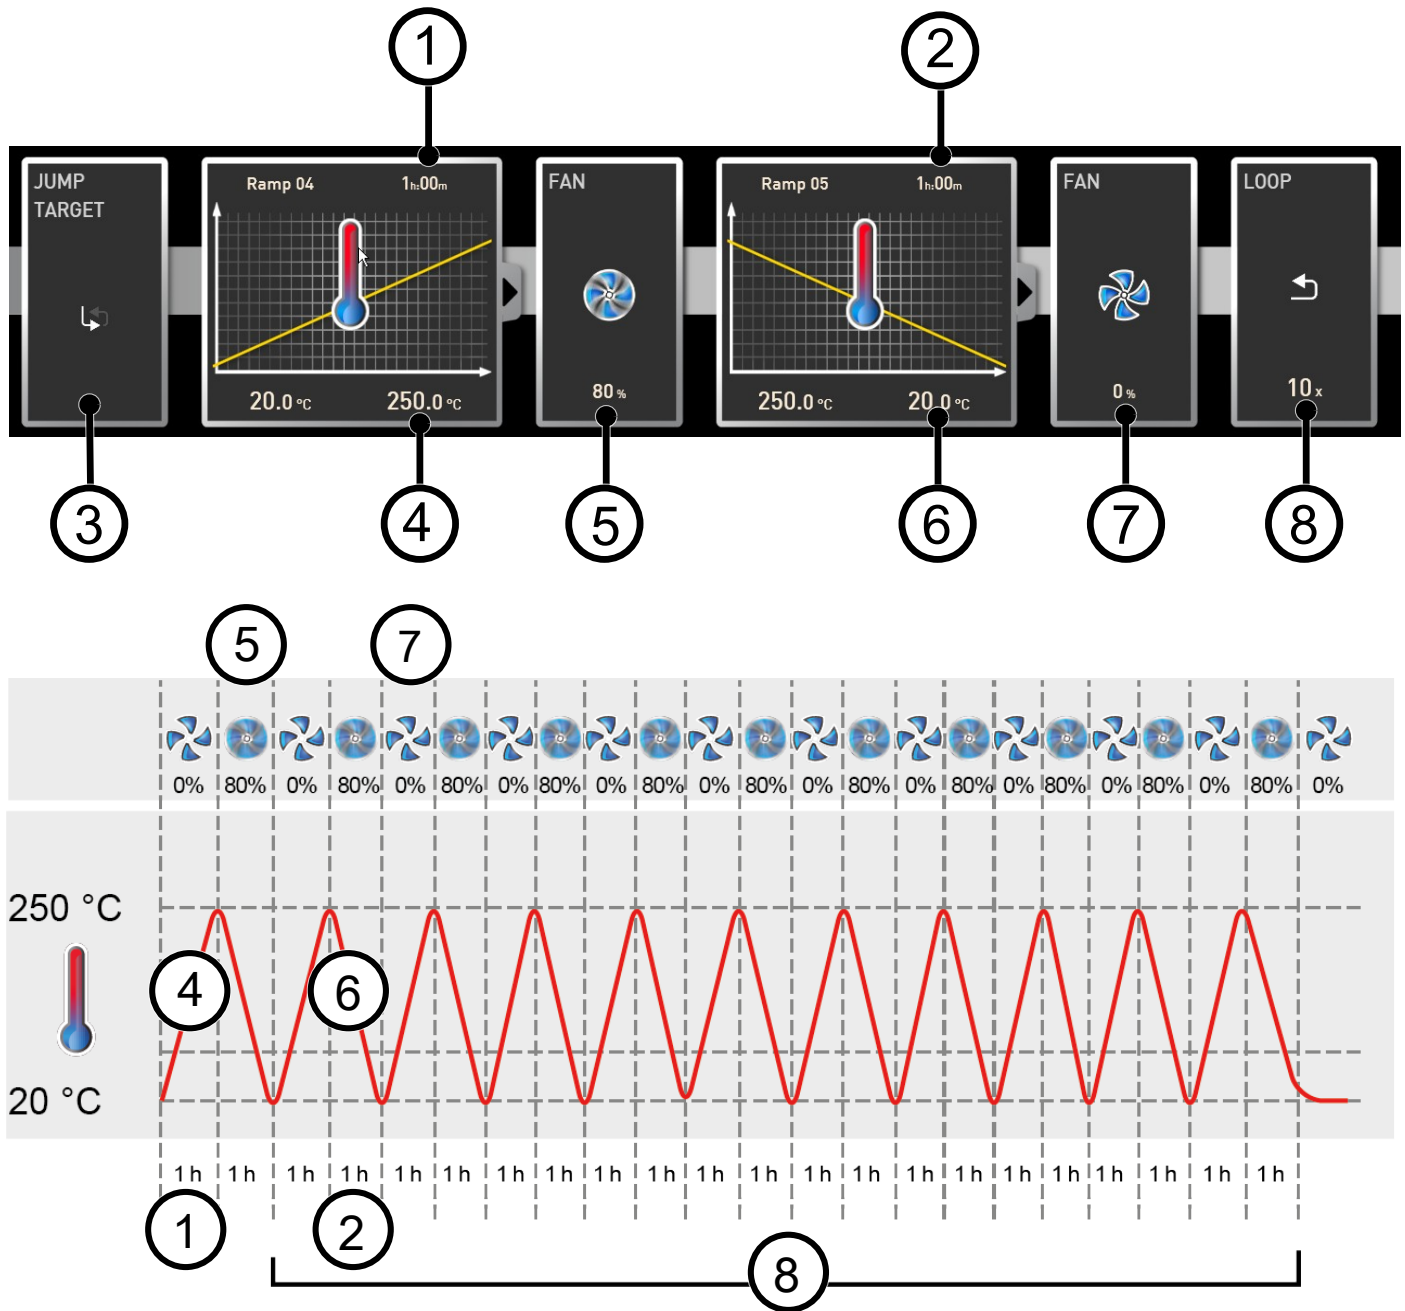 1 2
JUMP
TARGET
Ramp 04 1h:00m
FAN
Ramp 05 1h:00m
FAN
LOOP
20.0 °C 250.0 °C
80 %
250.0 °C 20.0 °C
0 %
10 x
3 4 5 6 7 8
5 7
0% 80% 0% 80% 0% 80% 0% 80% 0% 80% 0% 80% 0% 80% 0% 80% 0% 80% 0% 80% 0% 80% 0%
250 °C
4 6
20 °C
1 h 1 h 1 h 1 h 1 h 1 h 1 h 1 h 1 h 1 h 1 h 1 h 1 h 1 h 1 h 1 h 1 h 1 h 1 h 1 h 1 h 1 h
1 2
8